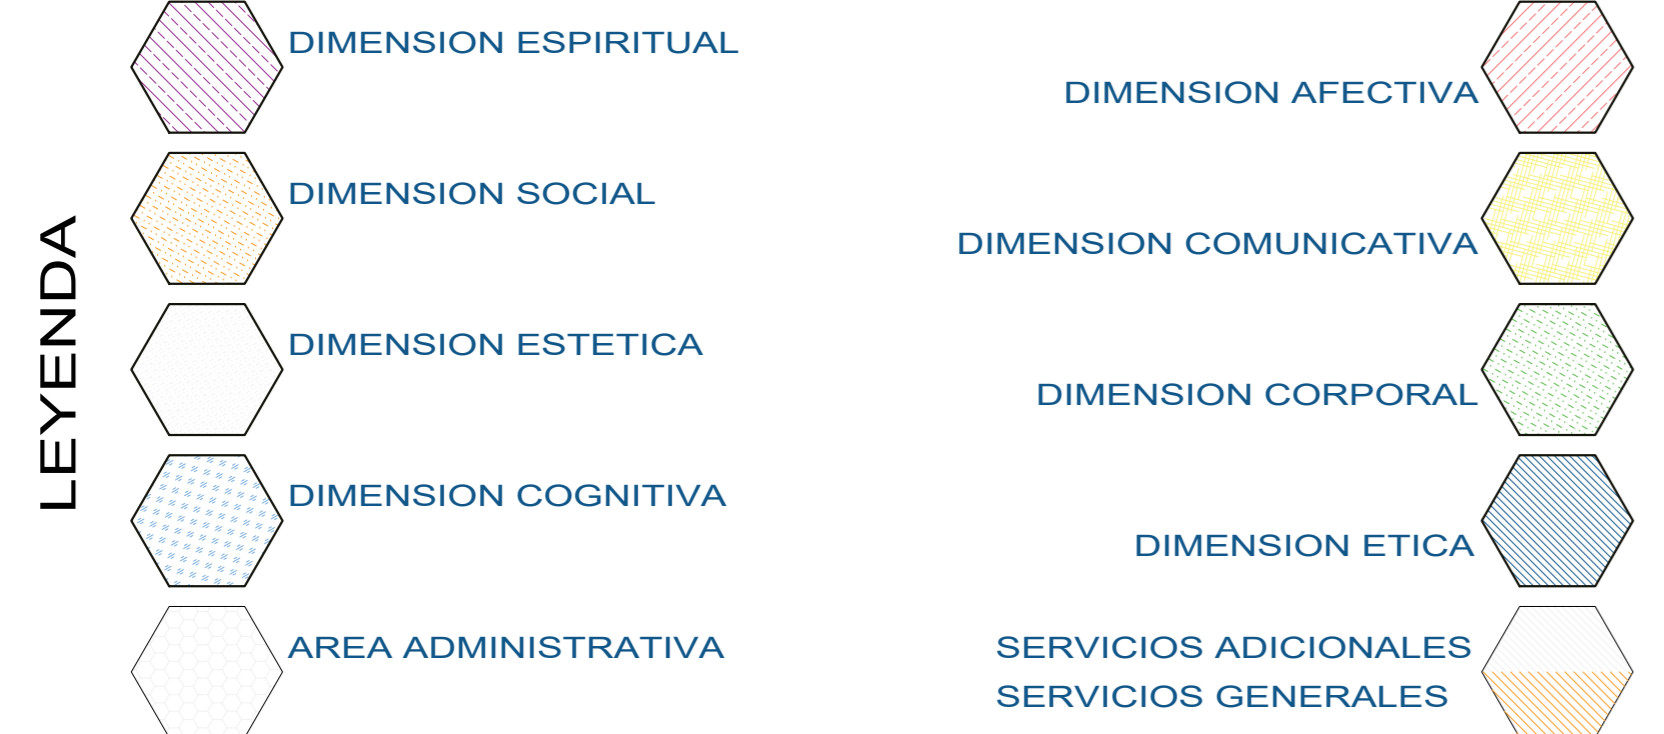 LEYENDA
DIMENSION ESPIRITUAL
DIMENSION SOCIAL
DIMENSION ESTETICA
DIMENSION COGNITIVA
AREA ADMINISTRATIVA
DIMENSION AFECTIVA
DIMENSION COMUNICATIVA
DIMENSION CORPORAL
DIMENSION ETICA
SERVICIOS ADICIONALES
SERVICIOS GENERALES